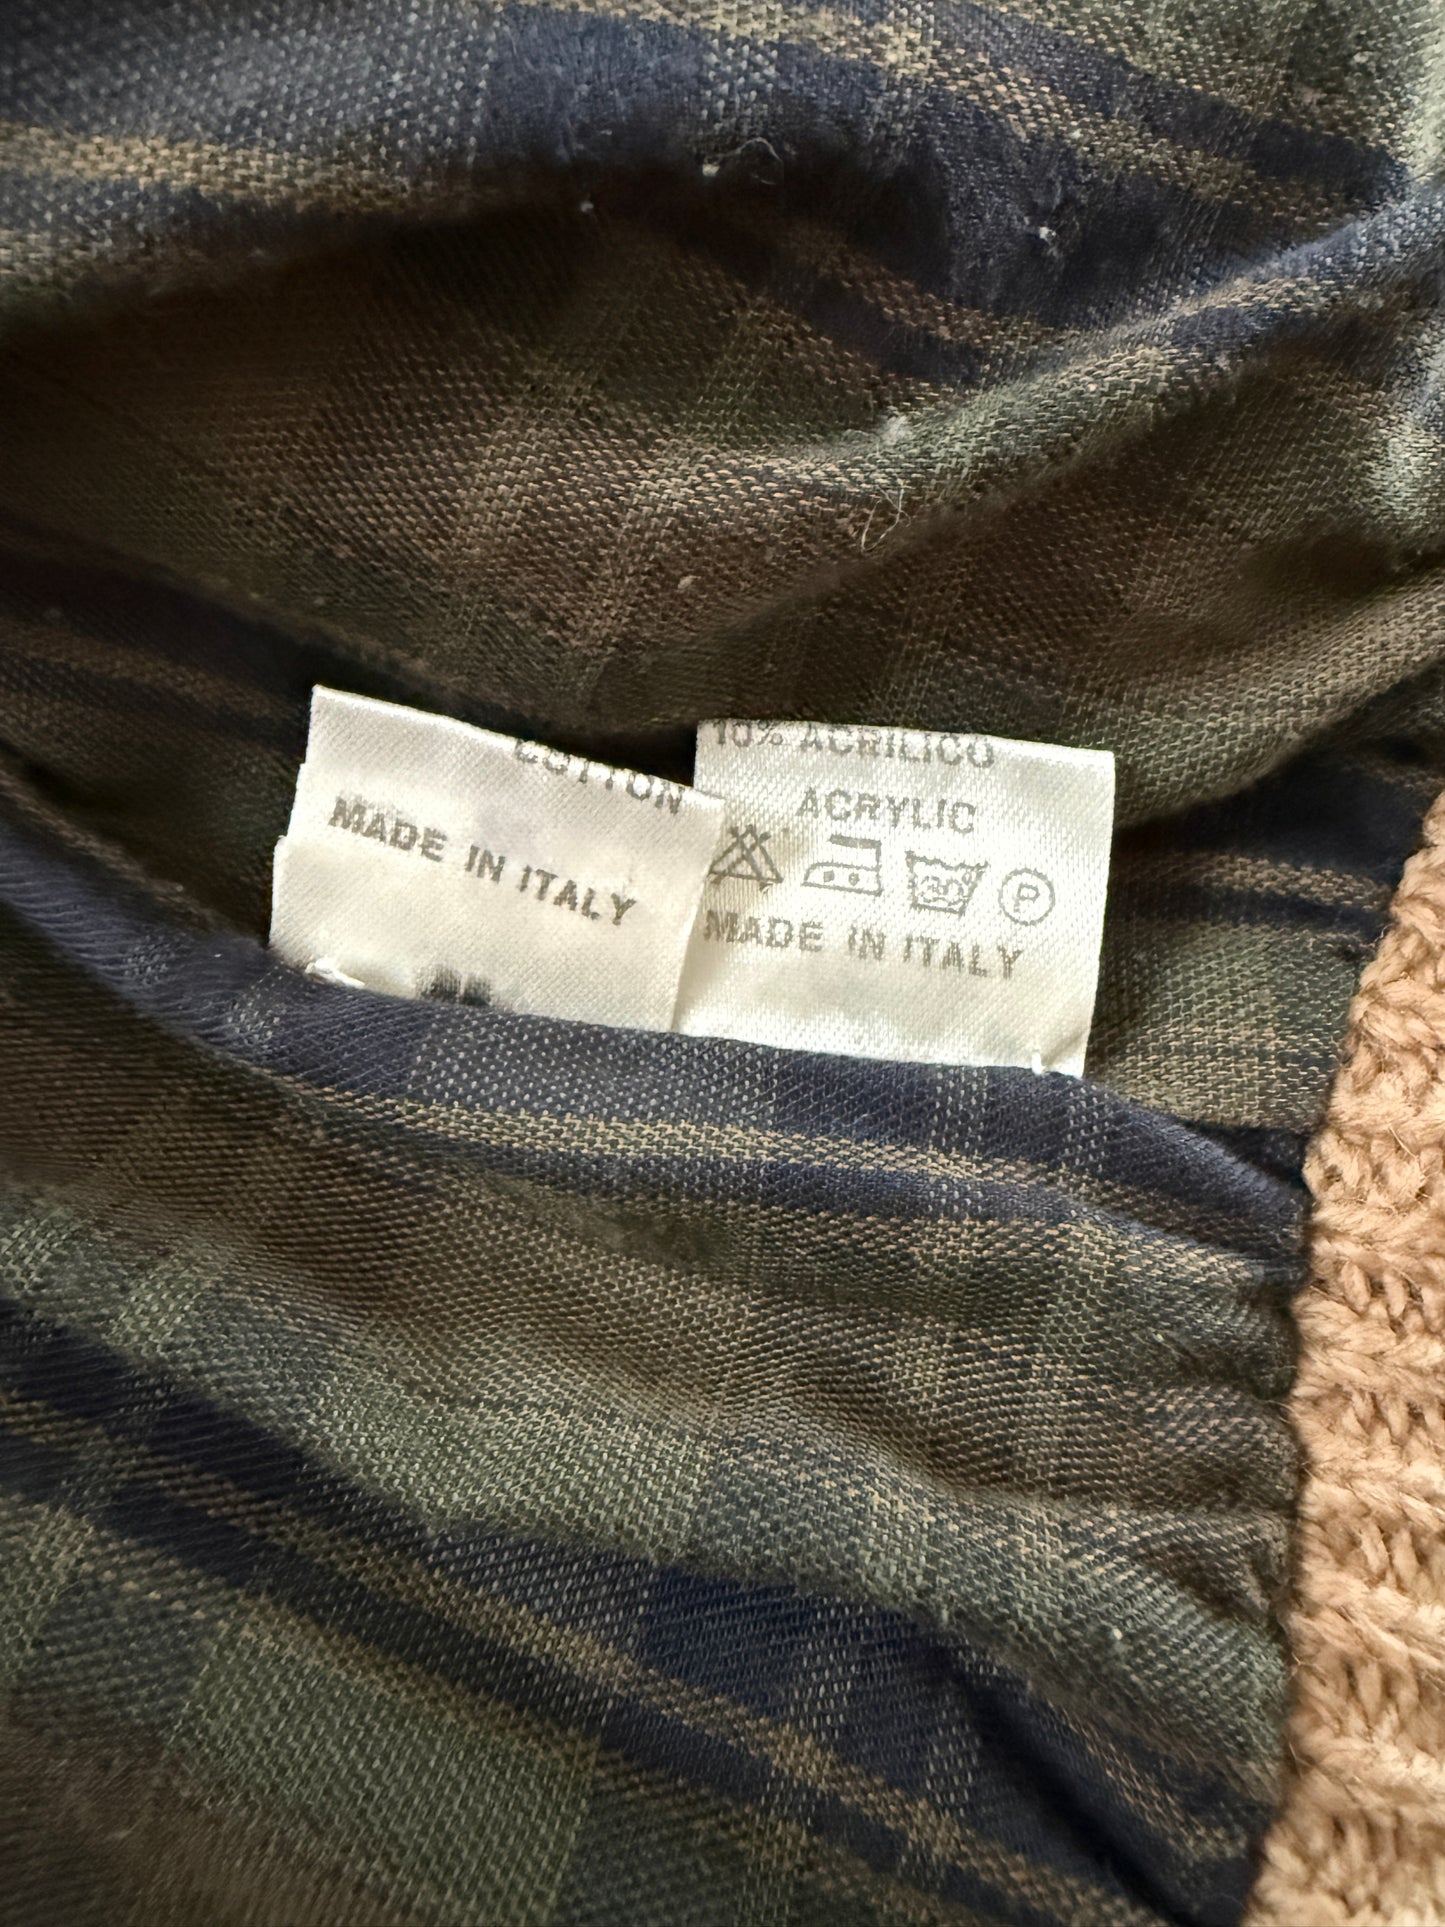 COTTON
MADE IN ITALY
10% ACRILICO
ACRYLIC
30 P
MADE IN ITALY